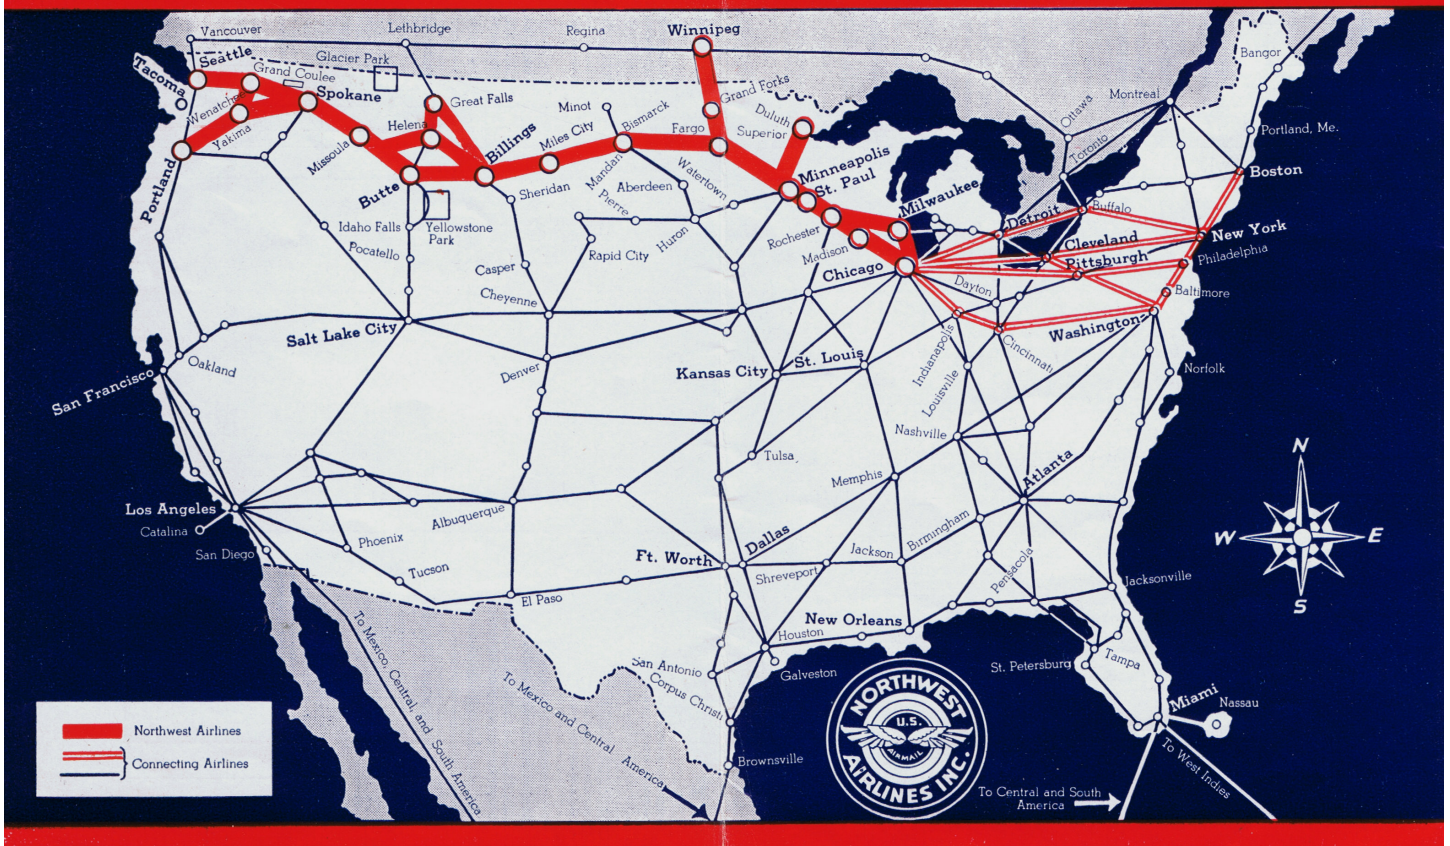 Vancouver
Lethbridge
Regina
Winnipeg
Bangor
Seattle
Glacier Park
Grand Coulee
Tacoma
Spokane
Wenatchee
Yakima
Great Falls
Minot
Bismarck
Grand Forks
Duluth
Superior
Ottawa
Montreal
Portland, Me.
Helena
Missoula
Billings
Miles City
Fargo
Toronto
Portland
Butte
Sheridan
Mandan
Aberdeen
Watertown
Minneapolis
St. Paul
Milwaukee
Boston
Idaho Falls
Yellowstone
Park
Pierre
Huron
Rochester
Madison
Detroit
Buffalo
New York
Pocatello
Rapid City
Casper
Chicago
Cleveland
Pittsburgh
Philadelphia
Cheyenne
Dayton
Baltimore
Salt Lake City
Washington
Oakland
San Francisco
Denver
Kansas City
St. Louis
Indianapolis
Cincinnati
Louisville
Norfolk
Nashville
Tulsa
Memphis
Atlanta
Los Angeles
Catalina
San Diego
Phoenix
Tucson
Albuquerque
El Paso
Ft. Worth
Dallas
Shreveport
Jackson
Birmingham
Pensacola
Jacksonville
New Orleans
Houston
Galveston
San Antonio
Corpus Christi
Brownsville
St. Petersburg
Tampa
Miami
Nassau
N
W
E
S
To Mexico, Central, and South America
To Mexico and Central
America
To Central and South
America
To West Indies
NORTHWEST
U.S.
AIRMAIL
AIRLINES INC.
Northwest Airlines
Connecting Airlines